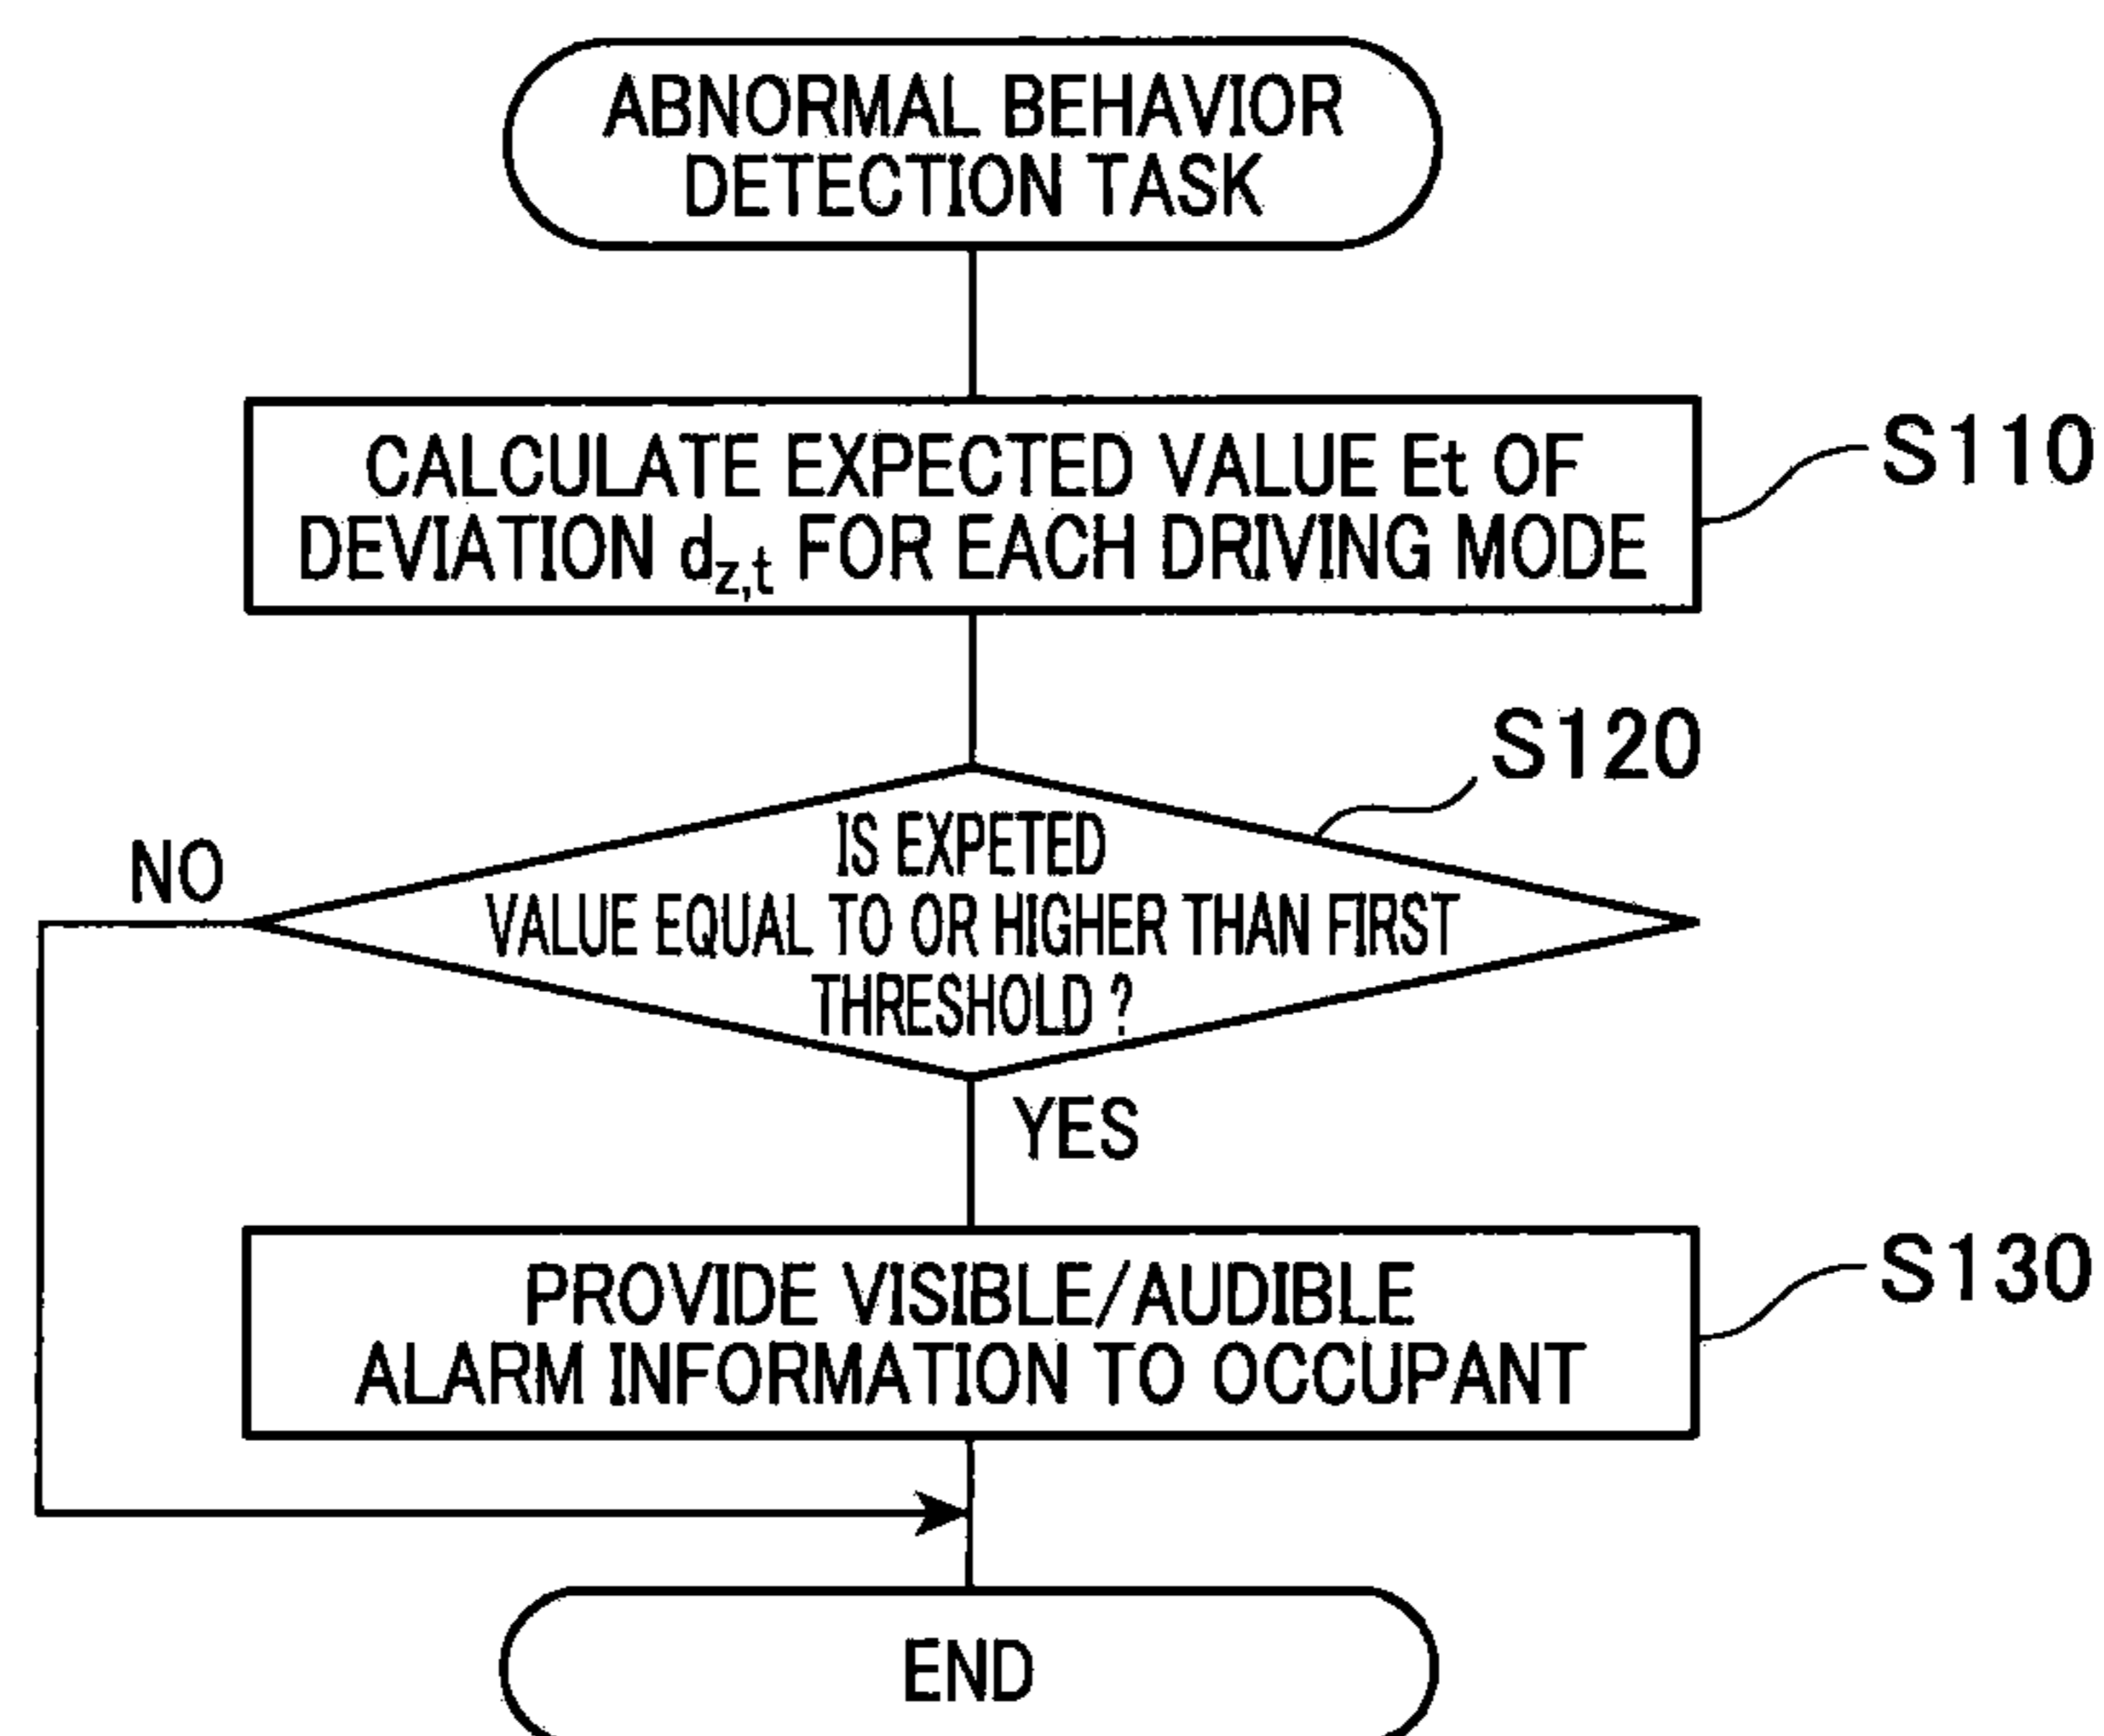 ABNORMAL BEHAVIOR
DETECTION TASK
CALCULATE EXPECTED VALUE Et OF
DEVIATION dz,t FOR EACH DRIVING MODE
S110
S120
IS EXPETED
VALUE EQUAL TO OR HIGHER THAN FIRST
THRESHOLD ?
NO
YES
PROVIDE VISIBLE/AUDIBLE
ALARM INFORMATION TO OCCUPANT
S130
END